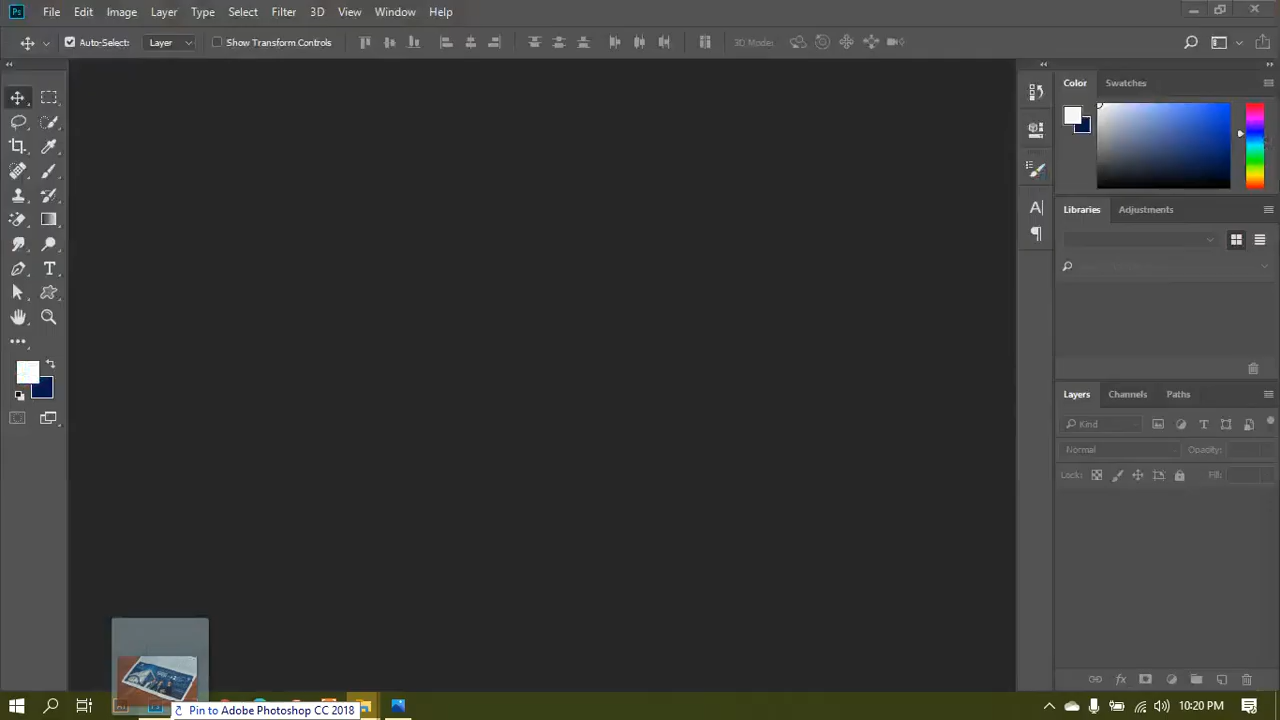 Ps File Edit Image Layer Type Select Filter 3D View Window Help
Auto-Select: Layer Show Transform Controls 3D Mode:
Color Swatches
Libraries Adjustments
Layers Channels Paths
Kind
Normal Opacity:
Lock: Fill:
Pin to Adobe Photoshop CC 2018
10:20 PM